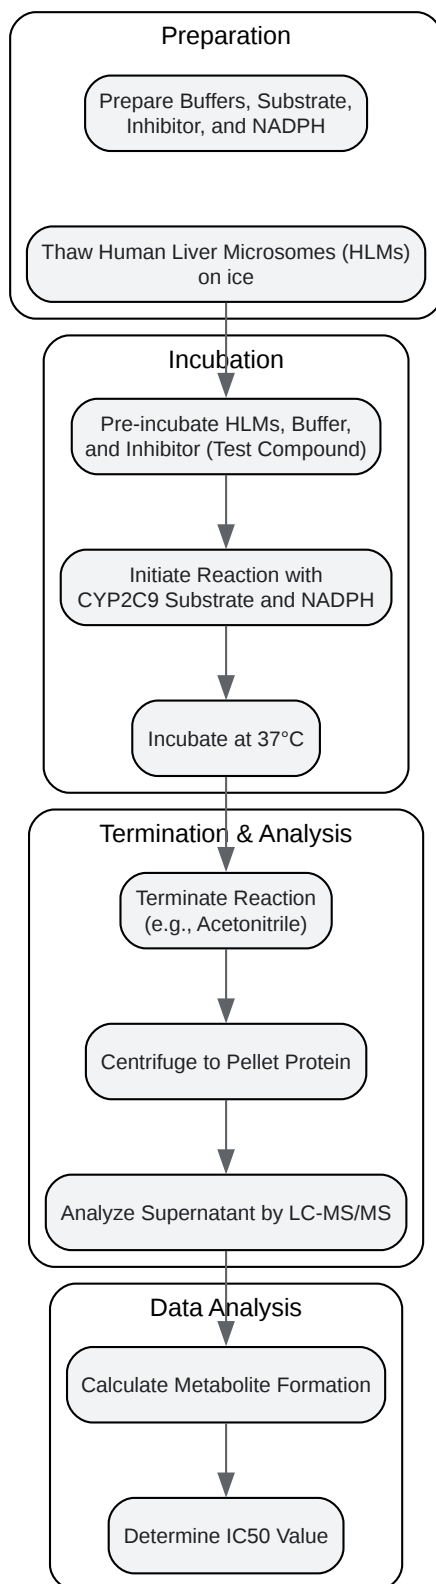 Preparation
Prepare Buffers, Substrate,
Inhibitor, and NADPH
Thaw Human Liver Microsomes (HLMs)
on ice
Incubation
Pre-incubate HLMs, Buffer,
and Inhibitor (Test Compound)
Initiate Reaction with
CYP2C9 Substrate and NADPH
Incubate at 37°C
Termination & Analysis
Terminate Reaction
(e.g., Acetonitrile)
Centrifuge to Pellet Protein
Analyze Supernatant by LC-MS/MS
Data Analysis
Calculate Metabolite Formation
Determine IC50 Value